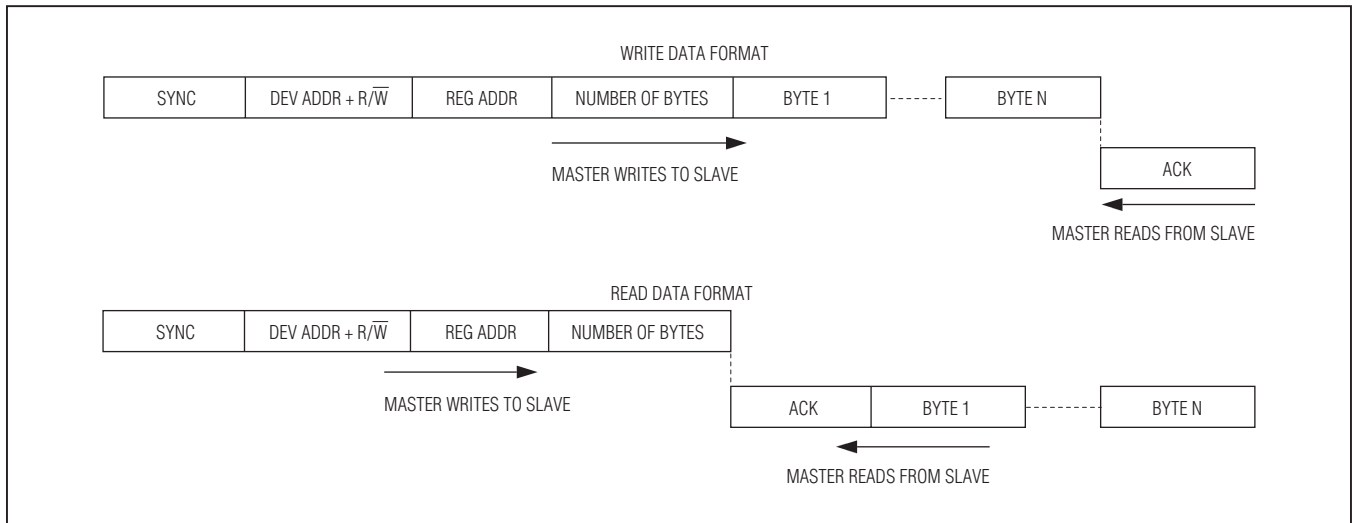 WRITE DATA FORMAT
SYNC DEV ADDR + R/W̅ REG ADDR NUMBER OF BYTES BYTE 1 BYTE N
MASTER WRITES TO SLAVE
ACK
MASTER READS FROM SLAVE
READ DATA FORMAT
SYNC DEV ADDR + R/W̅ REG ADDR NUMBER OF BYTES
MASTER WRITES TO SLAVE
ACK BYTE 1 BYTE N
MASTER READS FROM SLAVE